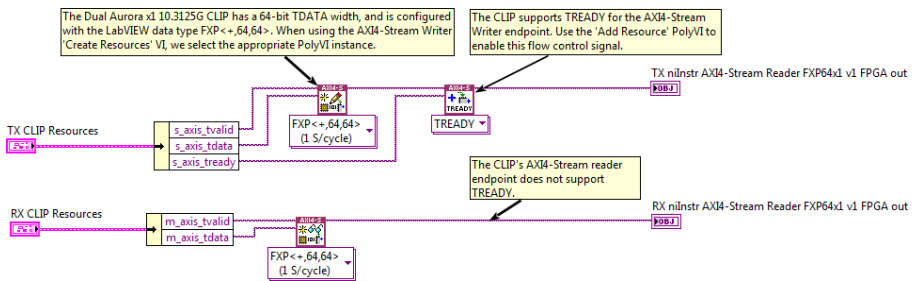 The Dual Aurora x1 10.3125G CLIP has a 64-bit TDATA width, and is configured
with the LabVIEW data type FXP<+,64,64>. When using the AXI4-Stream Writer
'Create Resources' VI, we select the appropriate PolyVI instance.
The CLIP supports TREADY for the AXI4-Stream
Writer endpoint. Use the 'Add Resource' PolyVI to
enable this flow control signal.
TX niInstr AXI4-Stream Reader FXP64x1 v1 FPGA out
OBJ
AXI4-S
AXI4-S
TREADY
FXP<+,64,64>
(1 S/cycle)
TREADY
TX CLIP Resources
s_axis_tvalid
s_axis_tdata
s_axis_tready
The CLIP's AXI4-Stream reader
endpoint does not support
TREADY.
RX CLIP Resources
m_axis_tvalid
m_axis_tdata
AXI4-S
FXP<+,64,64>
(1 S/cycle)
RX niInstr AXI4-Stream Reader FXP64x1 v1 FPGA out
OBJ